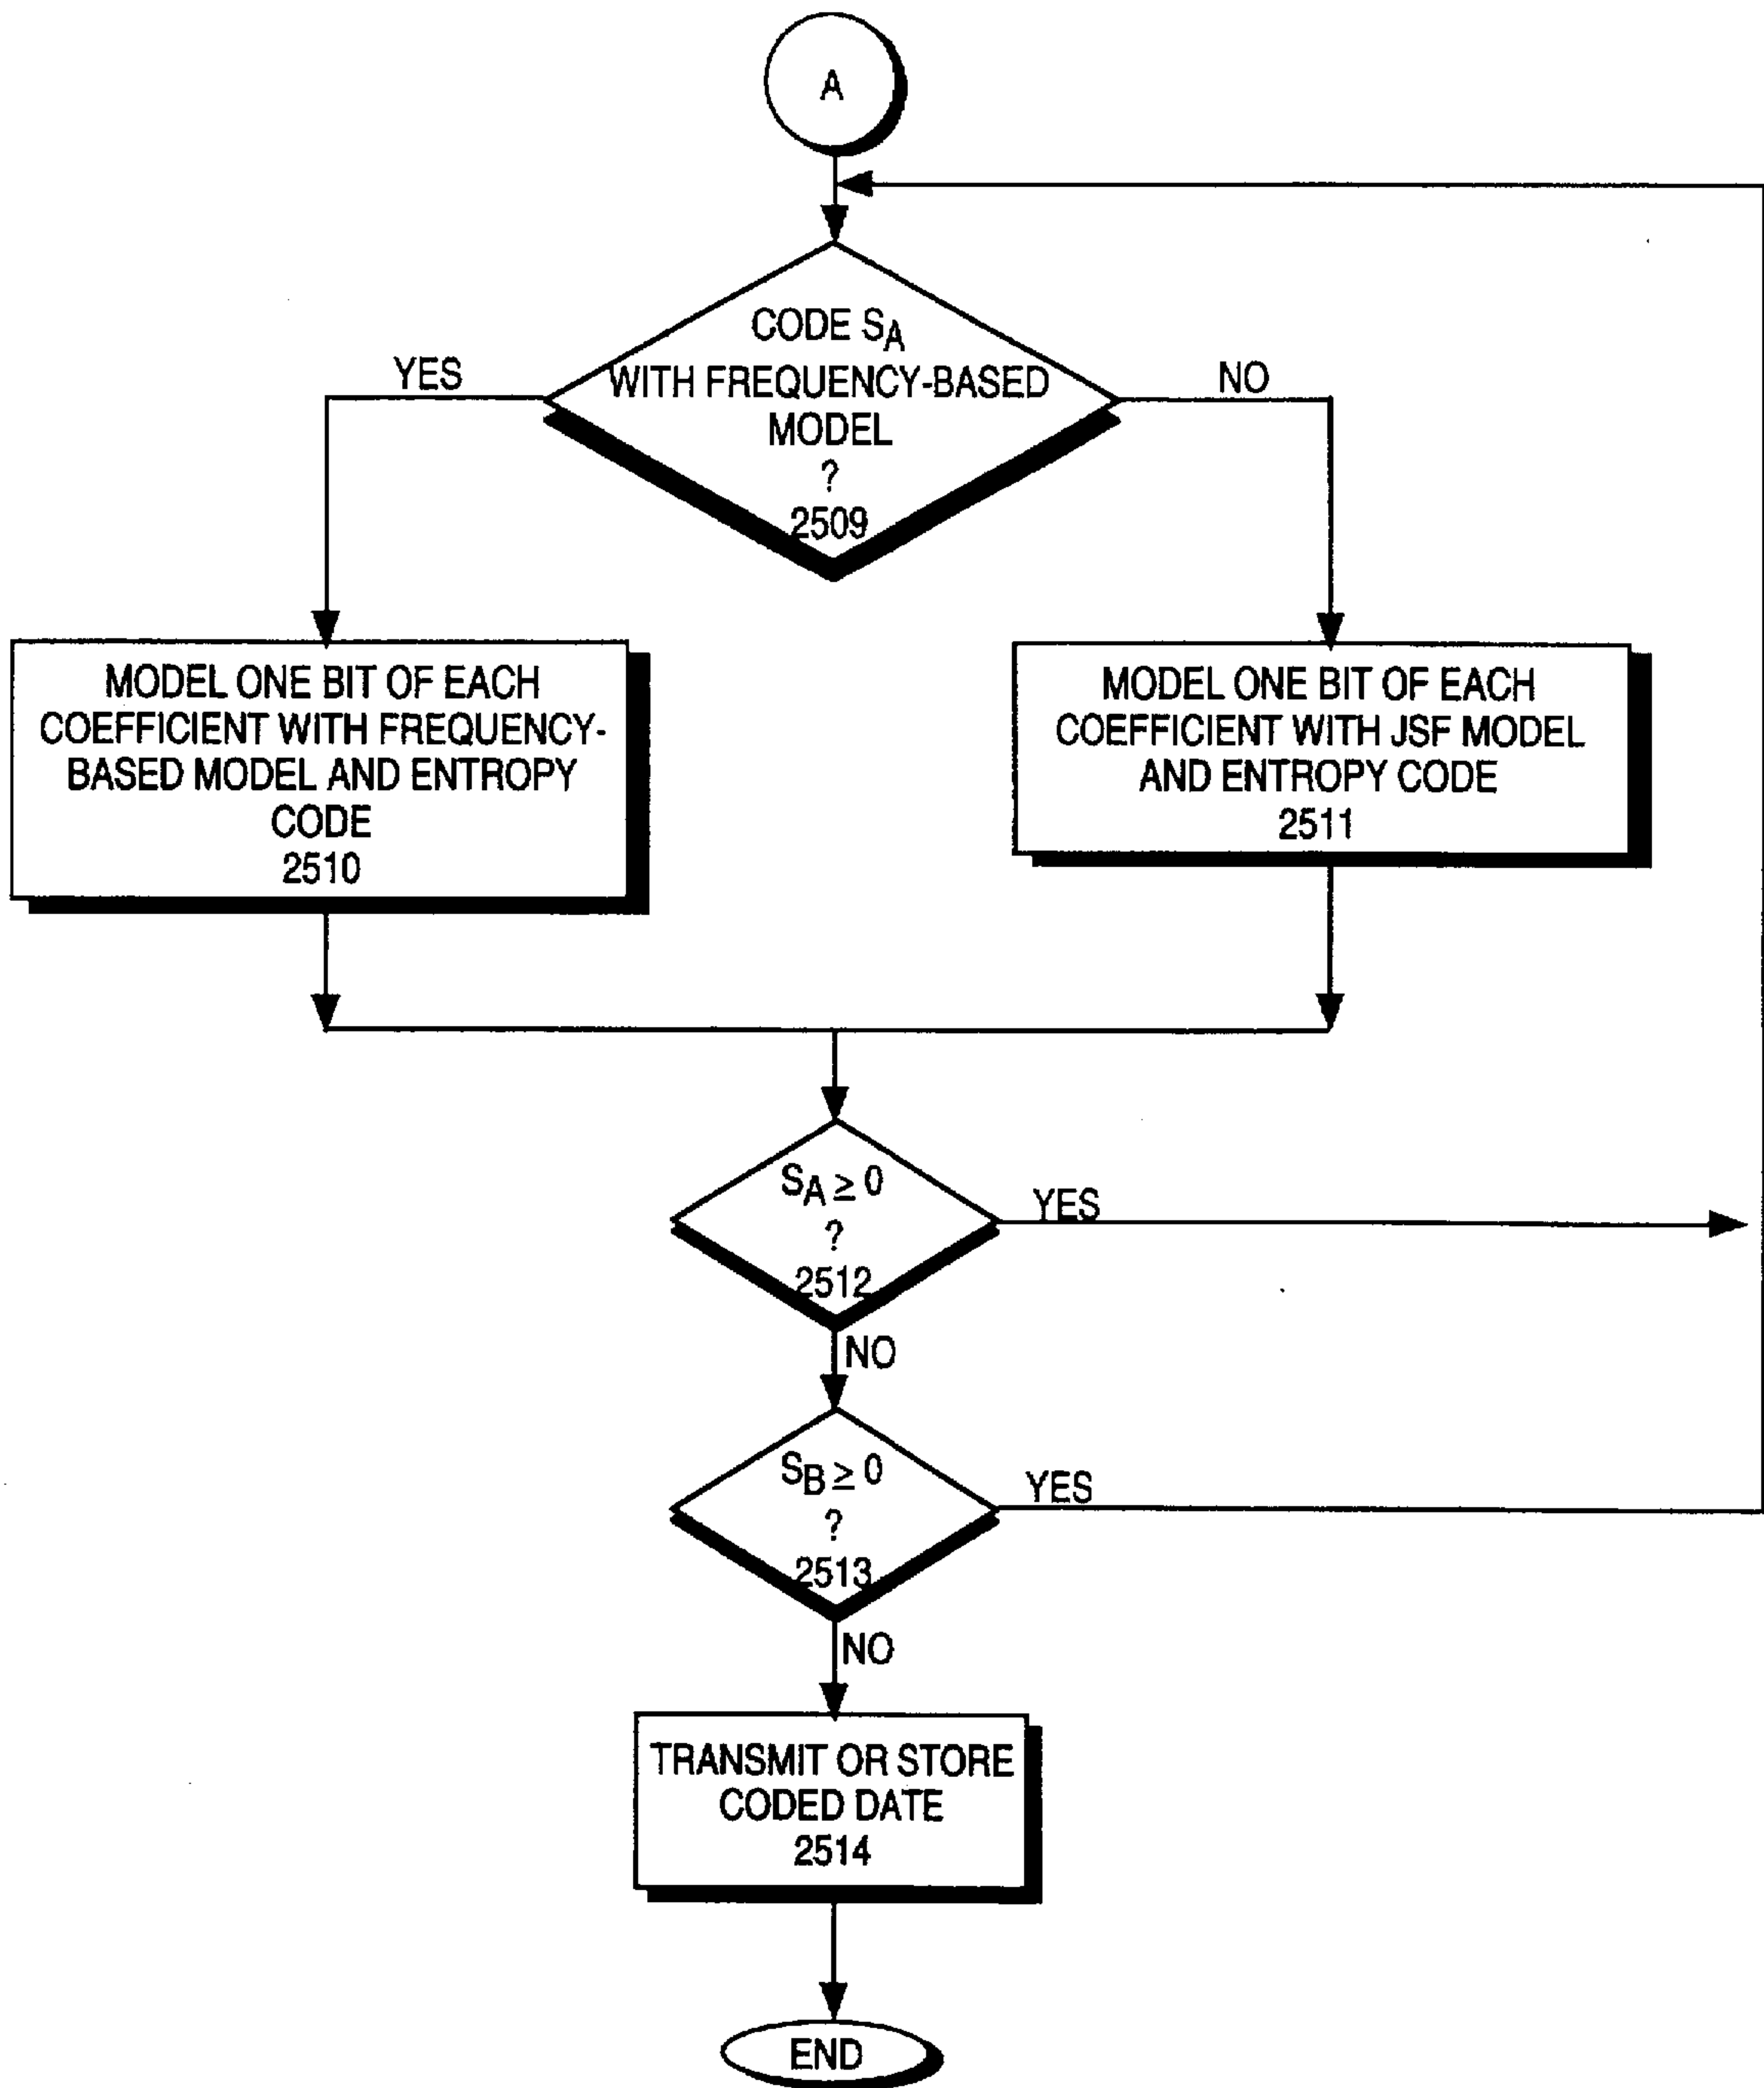 A
CODE SA
WITH FREQUENCY-BASED
MODEL
?
2509
YES
NO
MODEL ONE BIT OF EACH
COEFFICIENT WITH FREQUENCY-
BASED MODEL AND ENTROPY
CODE
2510
MODEL ONE BIT OF EACH
COEFFICIENT WITH JSF MODEL
AND ENTROPY CODE
2511
SA ≥ 0
?
2512
YES
NO
SB ≥ 0
?
2513
YES
NO
TRANSMIT OR STORE
CODED DATE
2514
END